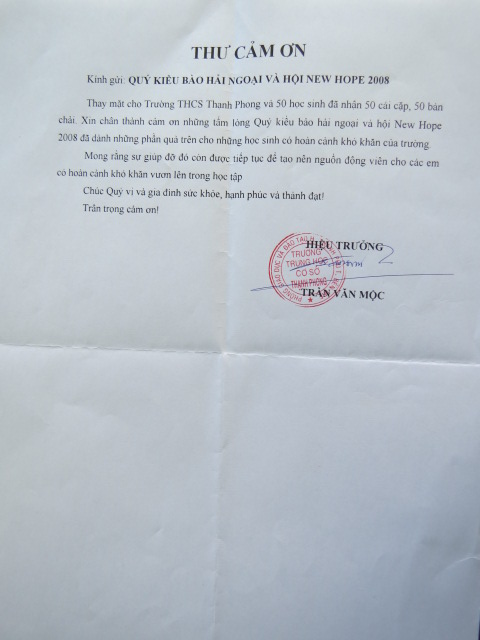 THƯ CẢM ƠN
Kính gửi: QUÝ KIỀU BÀO HẢI NGOẠI VÀ HỘI NEW HOPE 2008
Thay mặt cho Trường THCS Thanh Phong và 50 học sinh đã nhận 50 cái cặp, 50 bàn
chải. Xin chân thành cảm ơn những tấm lòng Quý kiều bào hải ngoại và hội New Hope
2008 đã dành những phần quà trên cho những học sinh có hoàn cảnh khó khăn của trường.
Mong rằng sự giúp đỡ đó còn được tiếp tục để tạo nên nguồn động viên cho các em
có hoàn cảnh khó khăn vươn lên trong học tập
Chúc Quý vị và gia đình sức khỏe, hạnh phúc và thành đạt!
Trân trọng cảm ơn!
HIỆU TRƯỞNG
TRƯỜNG
TRUNG HỌC
CƠ SỞ
THANH PHONG
TRẦN VĂN MỘC